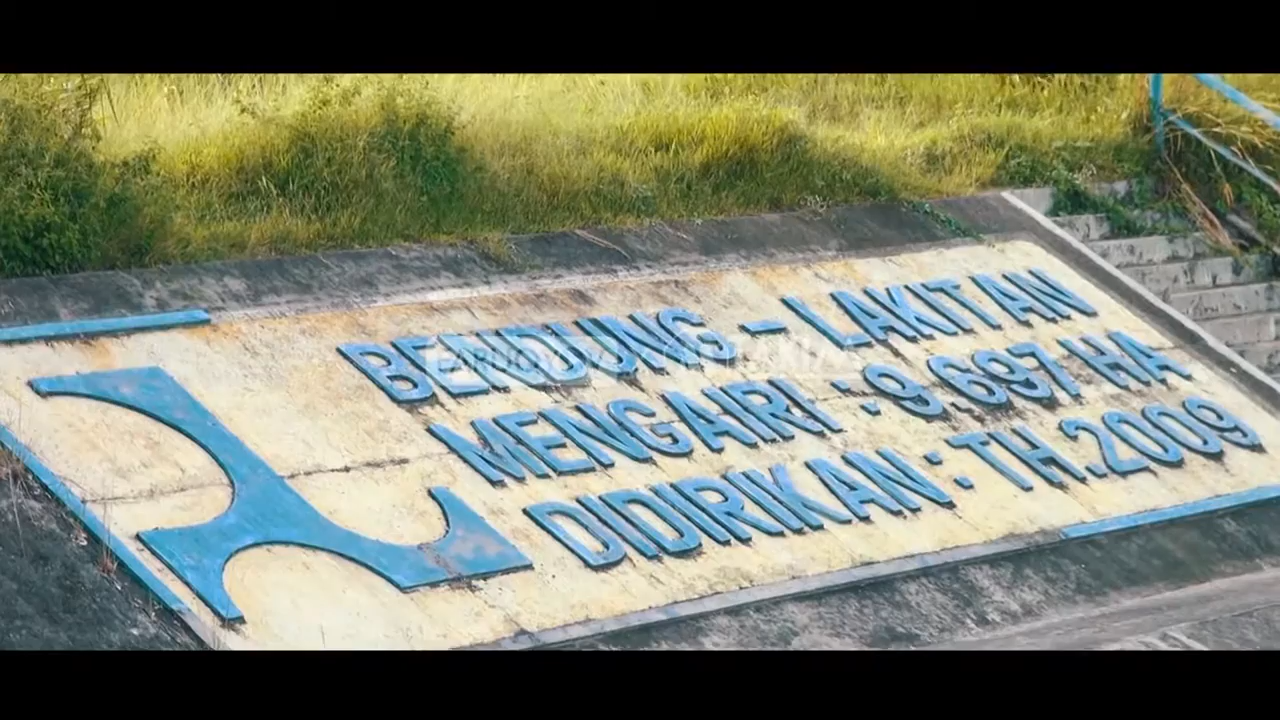 BENDUNG - LAKITAN
MENGAIRI : 9.697 HA
DIDIRIKAN : TH.2009